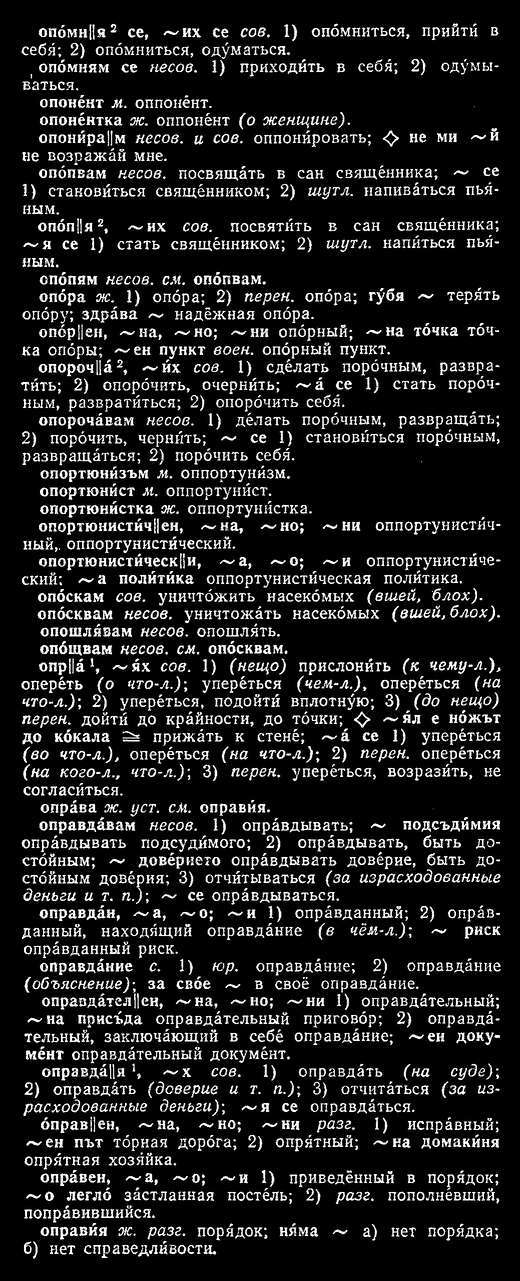 опо́мн||я² се, ~их се сов. 1) опо́мниться, прийти́ в
себя́; 2) опо́мниться, оду́маться.
опо́мням се несов. 1) приходи́ть в себя́; 2) оду́мы-
ваться.
опоне́нт м. оппоне́нт.
опоне́нтка ж. оппоне́нт (о женщине).
опони́ра||м несов. и сов. оппони́ровать; ◇ не ми ~й
не возража́й мне.
опо́пвам несов. посвяща́ть в сан свяще́нника; ~ се
1) станови́ться свяще́нником; 2) шутл. напива́ться пья́-
ным.
опо́п||я², ~их сов. посвяти́ть в сан свяще́нника;
~я се 1) стать свяще́нником; 2) шутл. напи́ться пья́-
ным.
опо́пям несов. см. опо́пвам.
опо́ра ж. 1) опо́ра; 2) перен. опо́ра; гу́бя ~ теря́ть
опо́ру; здра́ва ~ надёжная опо́ра.
опо́р||ен, ~на, ~но; ~ни опо́рный; ~на то́чка то́ч-
ка опо́ры; ~ен пункт воен. опо́рный пункт.
опороч||а́², ~и́х сов. 1) сде́лать поро́чным, развра-
ти́ть; 2) опоро́чить, очерни́ть; ~а́ се 1) стать поро́ч-
ным, разврати́ться; 2) опоро́чить себя́.
опороча́вам несов. 1) де́лать поро́чным, развраща́ть;
2) поро́чить, черни́ть; ~ се 1) станови́ться поро́чным,
развраща́ться; 2) поро́чить себя́.
опортюни́зъм м. оппортуни́зм.
опортюни́ст м. оппортуни́ст.
опортюни́стка ж. оппортуни́стка.
опортюнисти́ч||ен, ~на, ~но; ~ни оппортунисти́ч-
ный, оппортунисти́ческий.
опортюнисти́ческ||и, ~а, ~о; ~и оппортунисти́че-
ский; ~а поли́тика оппортунисти́ческая поли́тика.
опо́скам сов. уничто́жить насеко́мых (вшей, блох).
опо́сквам несов. уничтожа́ть насеко́мых (вшей, блох).
опошля́вам несов. опошля́ть.
опо́щвам несов. см. опо́сквам.
опр||а́¹, ~я́х сов. 1) (нещо) прислони́ть (к чему-л.),
опере́ть (о что-л.); упере́ться (чем-л.), опере́ться (на
что-л.); 2) упере́ться, подойти́ вплотну́ю; 3) (до нещо)
перен. дойти́ до кра́йности, до то́чки; ◇ ~я́л е но́жът
до ко́кала ≅ прижа́ть к стене́; ~а́ се 1) упере́ться
(во что-л.), опере́ться (на что-л.); 2) перен. опере́ться
(на кого-л., что-л.); 3) перен. упере́ться, возрази́ть, не
согласи́ться.
опра́ва ж. уст. см. опра́вия.
оправда́вам несов. 1) опра́вдывать; ~ подсъди́мия
опра́вдывать подсуди́мого; 2) опра́вдывать, быть до-
сто́йным; ~ дове́рието опра́вдывать дове́рие, быть до-
сто́йным дове́рия; 3) отчи́тываться (за израсходованные
деньги и т. п.); ~ се опра́вдываться.
оправда́н, ~а, ~о; ~и 1) опра́вданный; 2) опра́в-
данный, находя́щий оправда́ние (в чём-л.); ~ риск
опра́вданный риск.
оправда́ние с. 1) юр. оправда́ние; 2) оправда́ние
(объяснение); за сво́е ~ в своё оправда́ние.
оправда́тел||ен, ~на, ~но; ~ни 1) оправда́тельный;
~на присъ́да оправда́тельный пригово́р; 2) оправда́-
тельный, заключа́ющий в себе́ оправда́ние; ~ен доку-
ме́нт оправда́тельный докуме́нт.
оправда́||я¹, ~х сов. 1) оправда́ть (на суде);
2) оправда́ть (доверие и т. п.); 3) отчита́ться (за из-
расходованные деньги); ~я се оправда́ться.
о́прав||ен, ~на, ~но; ~ни разг. 1) испра́вный;
~ен път то́рная доро́га; 2) опря́тный; ~на домаки́ня
опря́тная хозя́йка.
опра́вен, ~а, ~о; ~и 1) приведённый в поря́док;
~о легло́ за́стланная посте́ль; 2) разг. пополне́вший,
попра́вившийся.
опра́вия ж. разг. поря́док; ня́ма ~ а) нет поря́дка;
б) нет справедли́вости.